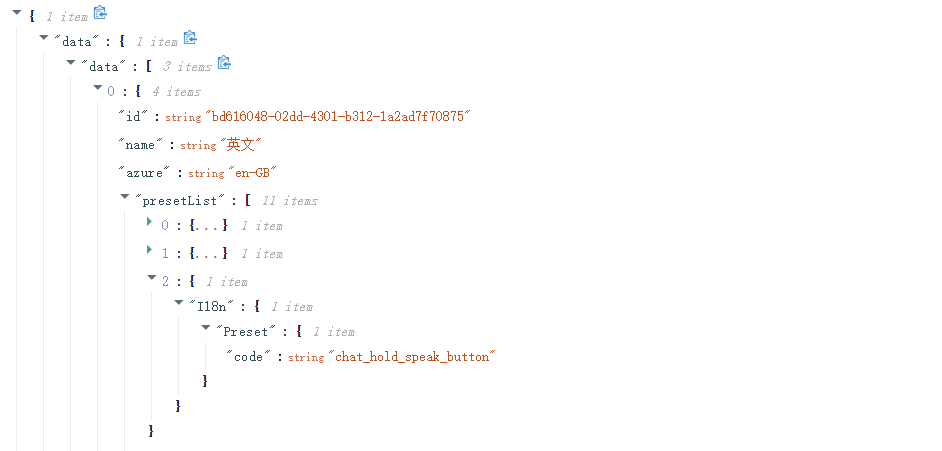 { 1 item
"data" : { 1 item
"data" : [ 3 items
0 : { 4 items
"id" : string "bd616048-02dd-4301-b312-1a2ad7f70875"
"name" : string "英文"
"azure" : string "en-GB"
"presetList" : [ 11 items
0 : {...} 1 item
1 : {...} 1 item
2 : { 1 item
"I18n" : { 1 item
"Preset" : { 1 item
"code" : string "chat_hold_speak_button"
}
}
}